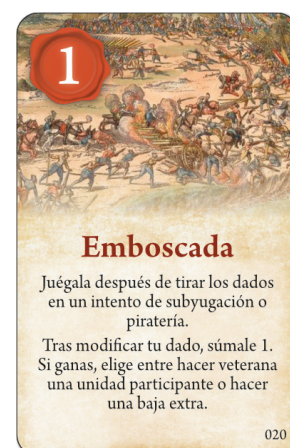 1
Emboscada
Juégala después de tirar los dados
en un intento de subyugación o
piratería.
Tras modificar tu dado, súmale 1.
Si ganas, elige entre hacer veterana
una unidad participante o hacer
una baja extra.
020